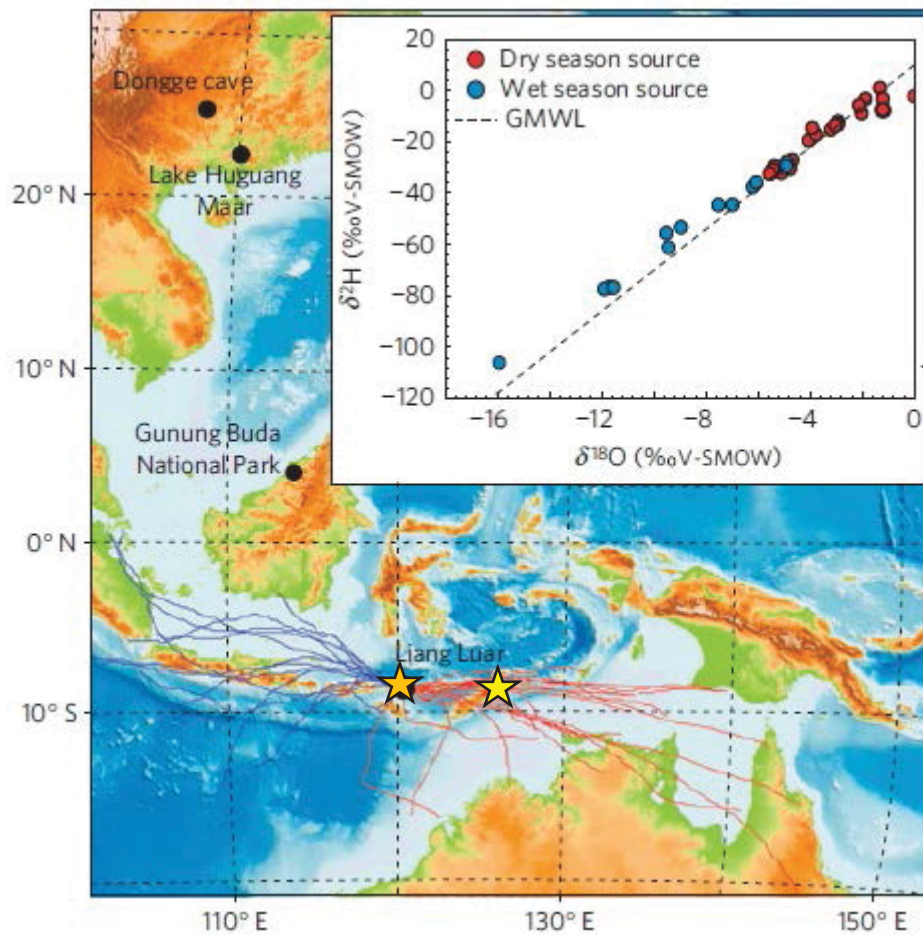 Dongge cave
Lake Huguang
Maar
20° N
10° N
Gunung Buda
National Park
0° N
Liang Luar
10° S
110° E
130° E
150° E
20
0
−20
−40
−60
−80
−100
−120
δ²H (‰V-SMOW)
Dry season source
Wet season source
GMWL
−16
−12
−8
−4
0
δ¹⁸O (‰V-SMOW)